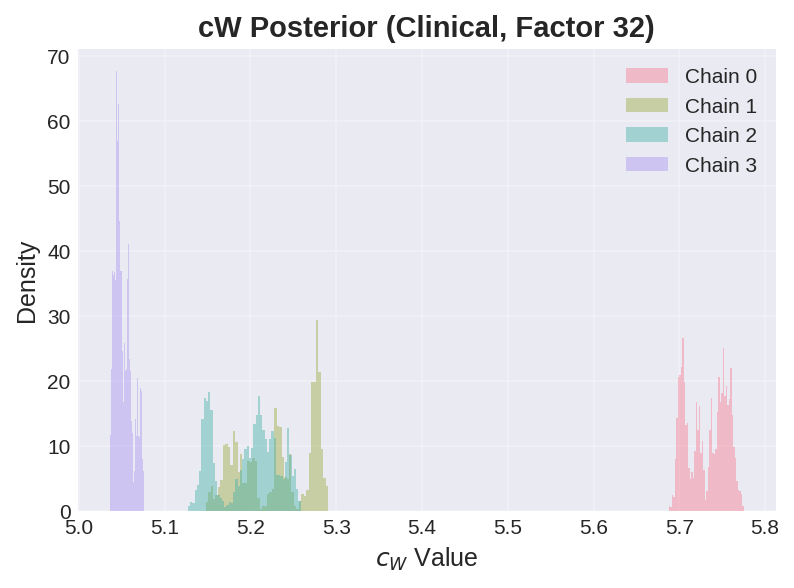 cW Posterior (Clinical, Factor 32)
70
60
50
40
30
20
10
0
Density
Chain 0
Chain 1
Chain 2
Chain 3
5.0 5.1 5.2 5.3 5.4 5.5 5.6 5.7 5.8
c_W Value